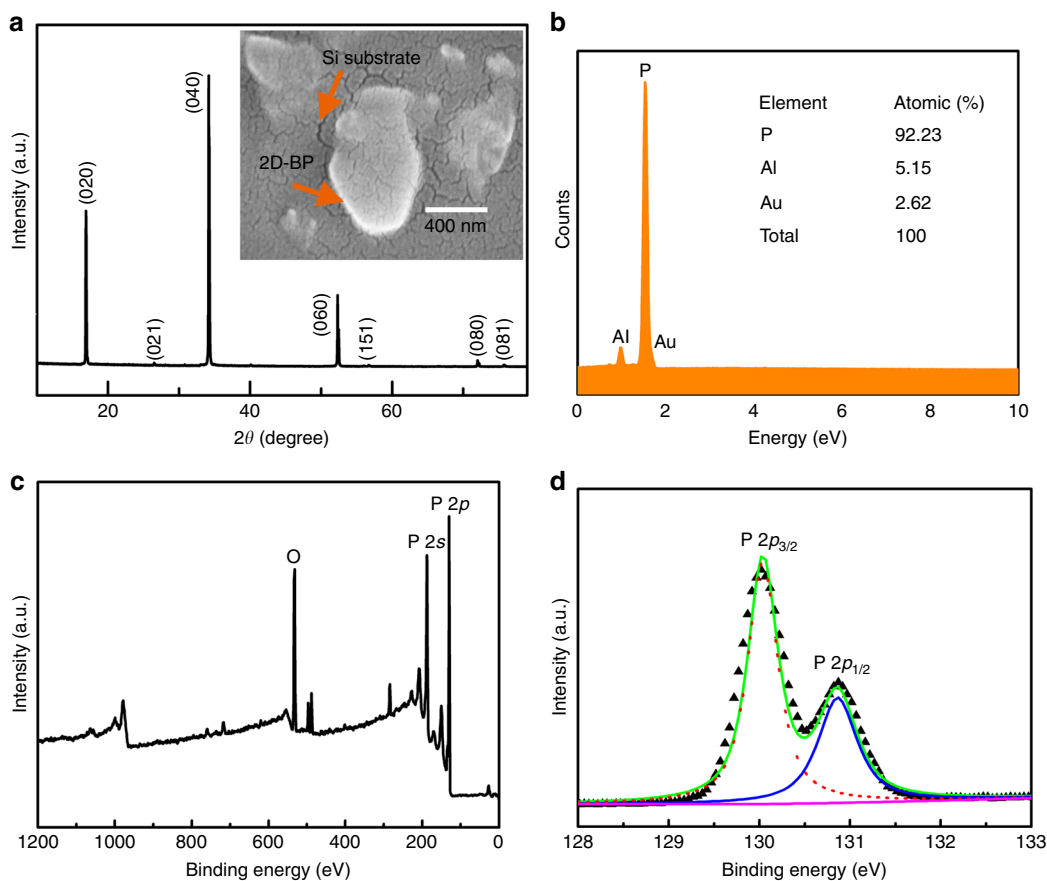 a
Intensity (a.u.)
(020)
(021)
(040)
(060)
(151)
(080)
(081)
Si substrate
2D-BP
400 nm
20
40
60
2θ (degree)
b
Counts
P
Al
Au
Element Atomic (%)
P 92.23
Al 5.15
Au 2.62
Total 100
0 2 4 6 8 10
Energy (eV)
c
Intensity (a.u.)
O
P 2s
P 2p
1200 1000 800 600 400 200 0
Binding energy (eV)
d
Intensity (a.u.)
P 2p3/2
P 2p1/2
128 129 130 131 132 133
Binding energy (eV)